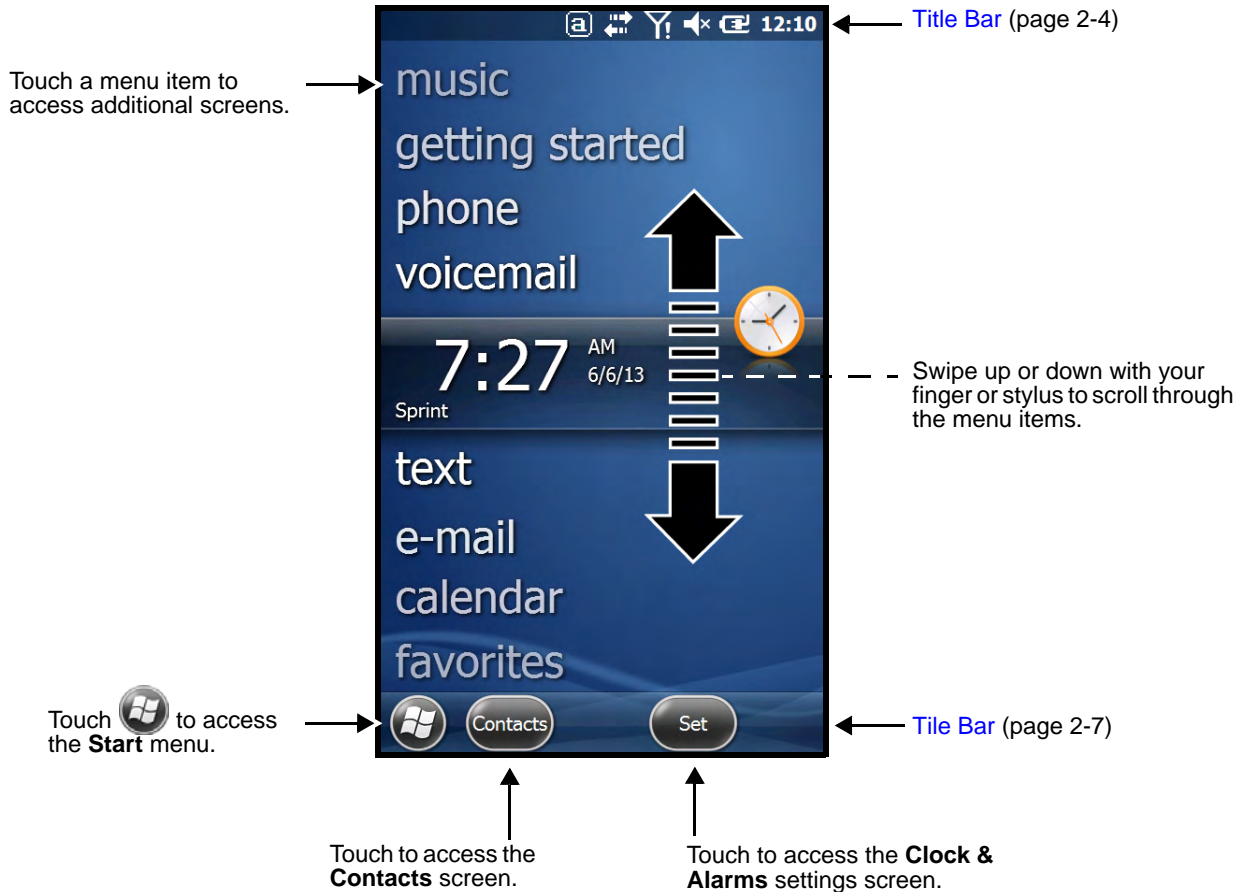 a 12:10
Title Bar (page 2-4)
Touch a menu item to
access additional screens.
music
getting started
phone
voicemail
7:27 AM
6/6/13
Sprint
Swipe up or down with your
finger or stylus to scroll through
the menu items.
text
e-mail
calendar
favorites
Touch to access
the Start menu.
Contacts
Set
Tile Bar (page 2-7)
Touch to access the
Contacts screen.
Touch to access the Clock &
Alarms settings screen.